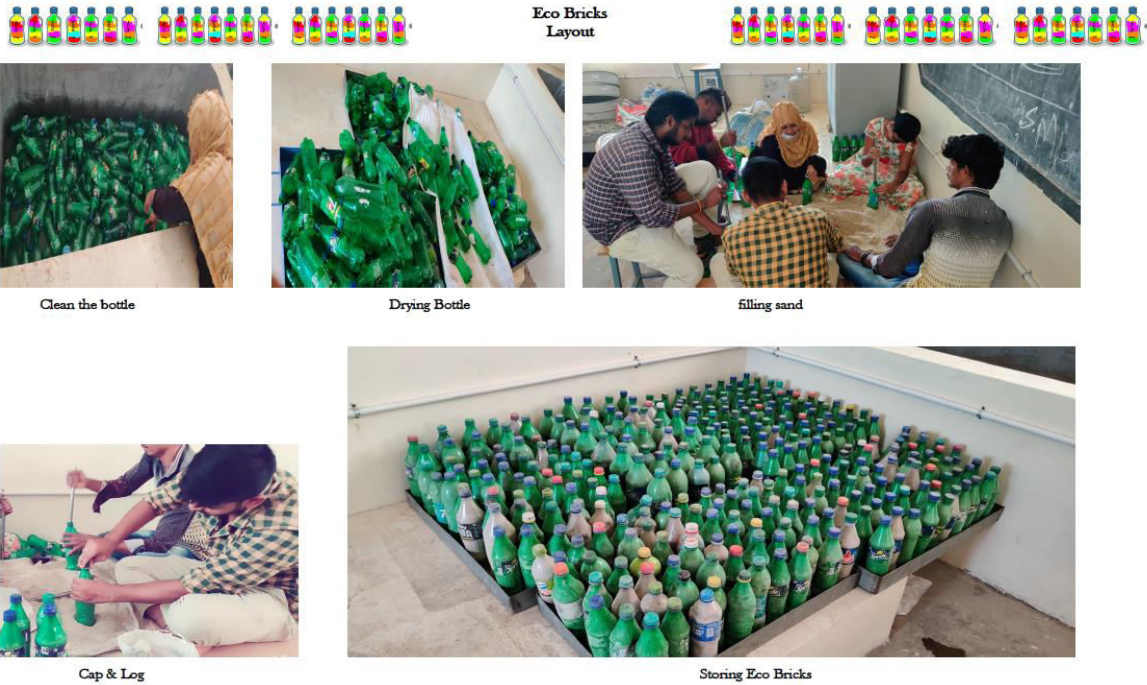 Eco Bricks
Layout
Clean the bottle
Drying Bottle
filling sand
Cap & Log
Storing Eco Bricks